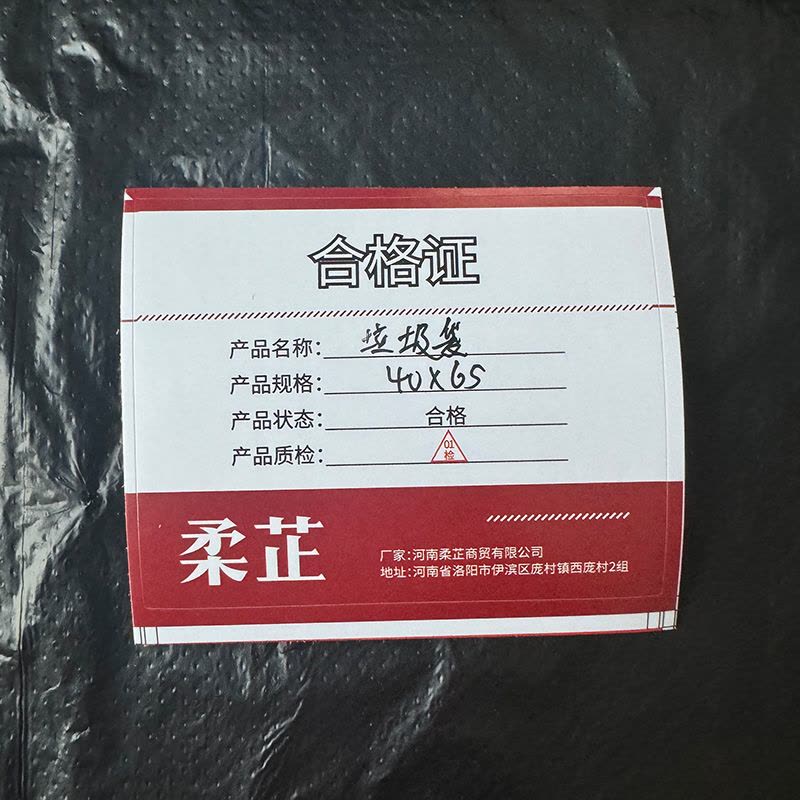 合格证
产品名称：垃圾袋
产品规格：40X65
产品状态：合格
产品质检：01检
柔芷
厂家：河南柔芷商贸有限公司
地址：河南省洛阳市伊滨区庞村镇西庞村2组